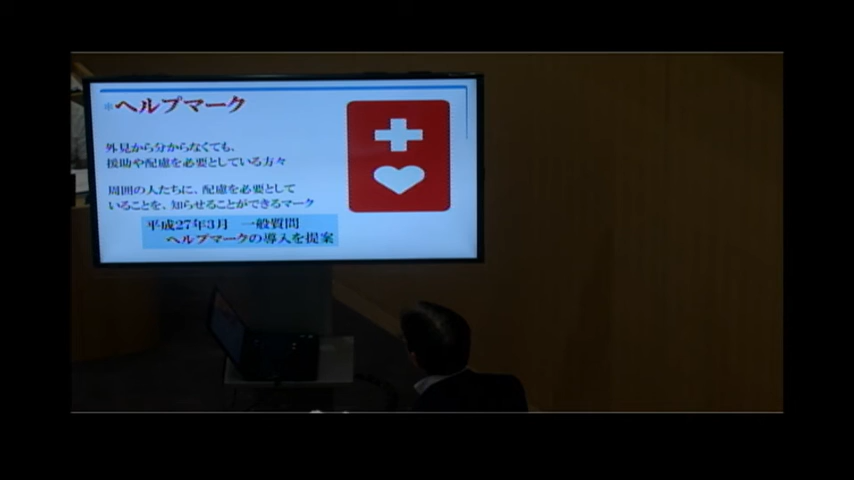 *ヘルプマーク
外見から分からなくても、
援助や配慮を必要としている方々
周囲の人たちに、配慮を必要として
いることを、知らせることができるマーク
平成27年3月 一般質問
ヘルプマークの導入を提案